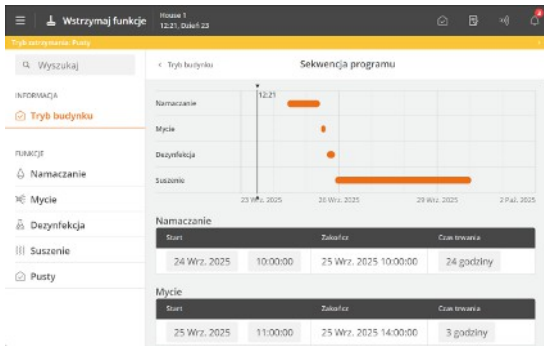 Wstrzymaj funkcje
House 1
12:21, Dzień 23
3
Tryb wstrzymania: Pusty
Wyszukaj
INFORMACJA
Tryb budynku
FUNKCJE
Namaczanie
Mycie
Dezynfekcja
Suszenie
Pusty
Tryb budynku
Sekwencja programu
12:21
Namaczanie
Mycie
Dezynfekcja
Suszenie
23 Wrz. 2025 26 Wrz. 2025 29 Wrz. 2025 2 Paź. 2025
Namaczanie
Start Zakończ Czas trwania
24 Wrz. 2025 10:00:00 25 Wrz. 2025 10:00:00 24 godziny
Mycie
Start Zakończ Czas trwania
25 Wrz. 2025 11:00:00 25 Wrz. 2025 14:00:00 3 godziny